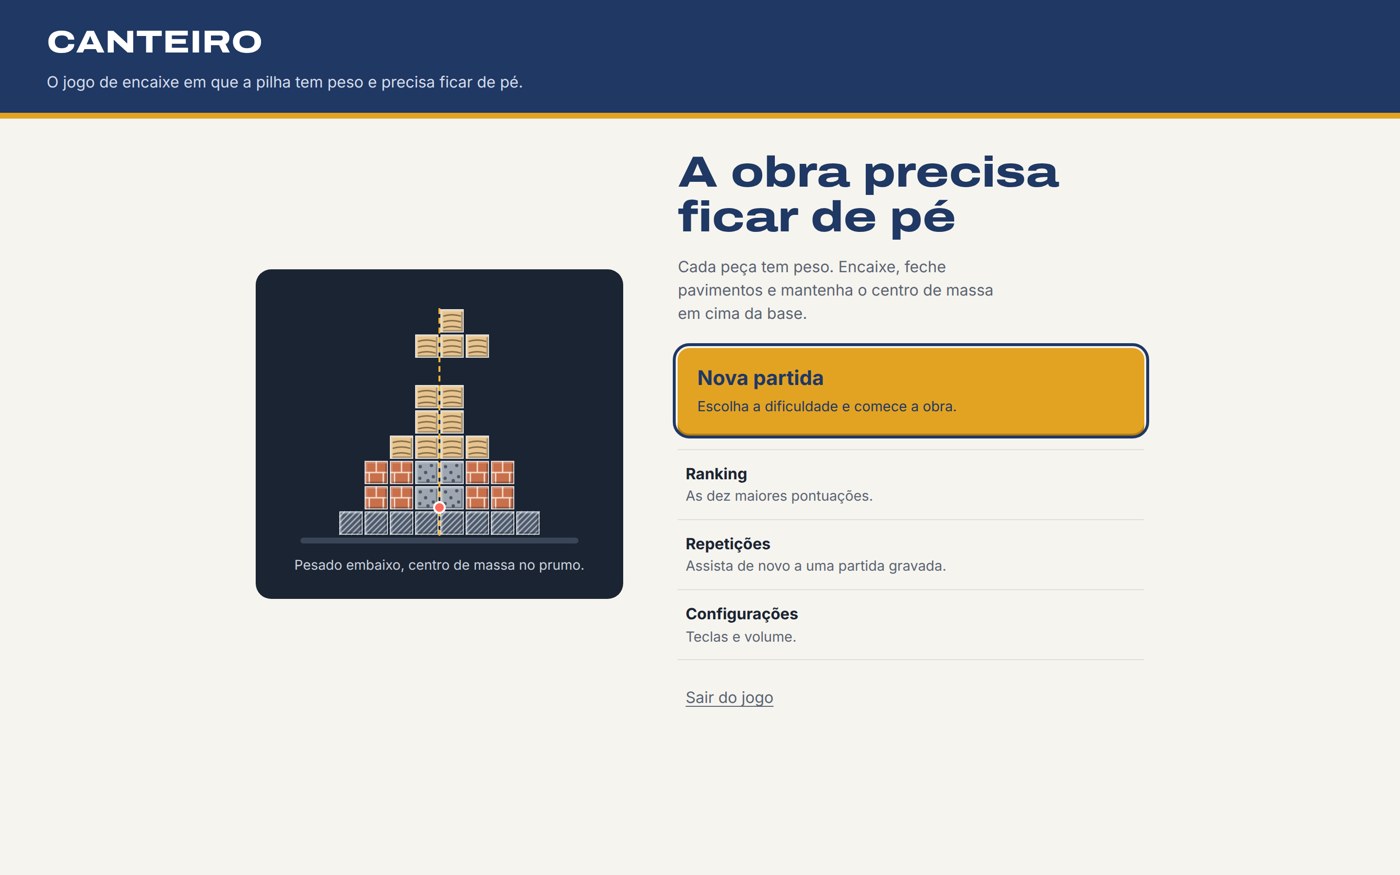 CANTEIRO
O jogo de encaixe em que a pilha tem peso e precisa ficar de pé.
A obra precisa
ficar de pé
Cada peça tem peso. Encaixe, feche
pavimentos e mantenha o centro de massa
em cima da base.
Nova partida
Escolha a dificuldade e comece a obra.
Ranking
As dez maiores pontuações.
Repetições
Assista de novo a uma partida gravada.
Configurações
Teclas e volume.
Sair do jogo
Pesado embaixo, centro de massa no prumo.